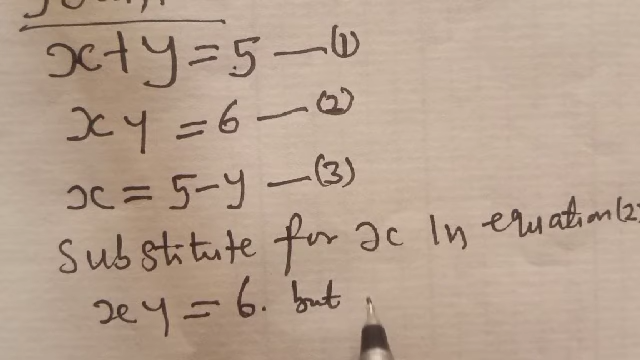 x+y=5 —(1)
xy = 6 —(2)
x = 5-y —(3)
Substitute for x In equation(2)
xy = 6. but